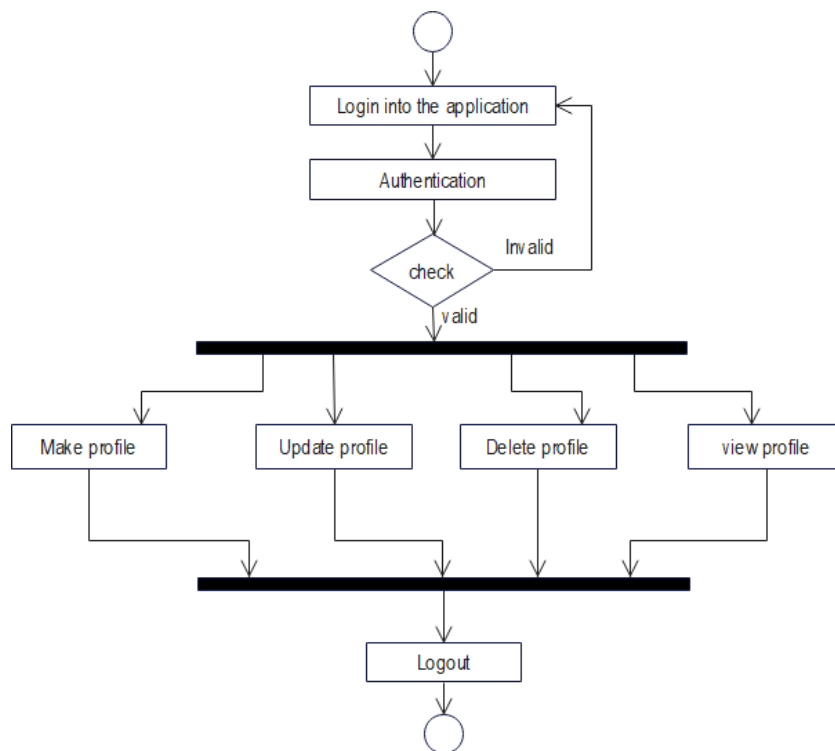 Login into the application
Authentication
Invalid
check
valid
Make profile
Update profile
Delete profile
view profile
Logout